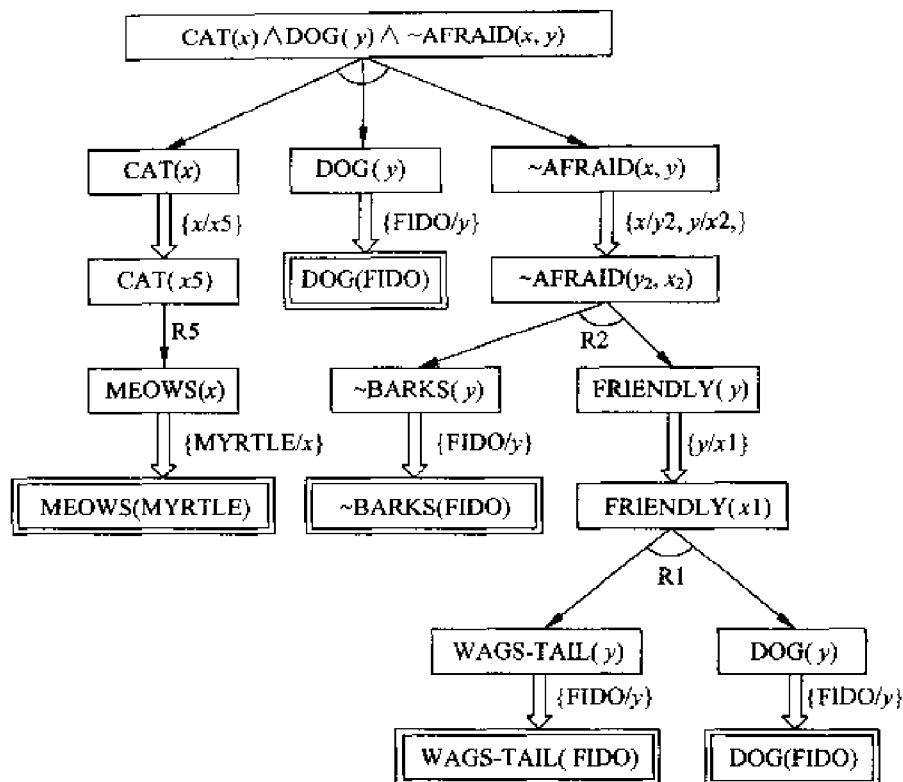 CAT(x)∧DOG(y)∧~AFRAID(x, y)
CAT(x)
DOG(y)
~AFRAID(x, y)
{x/x5}
{FIDO/y}
{x/y2, y/x2,}
CAT(x5)
DOG(FIDO)
~AFRAID(y₂, x₂)
R5
R2
MEOWS(x)
~BARKS(y)
FRIENDLY(y)
{MYRTLE/x}
{FIDO/y}
{y/x1}
MEOWS(MYRTLE)
~BARKS(FIDO)
FRIENDLY(x1)
R1
WAGS-TAIL(y)
DOG(y)
{FIDO/y}
{FIDO/y}
WAGS-TAIL(FIDO)
DOG(FIDO)